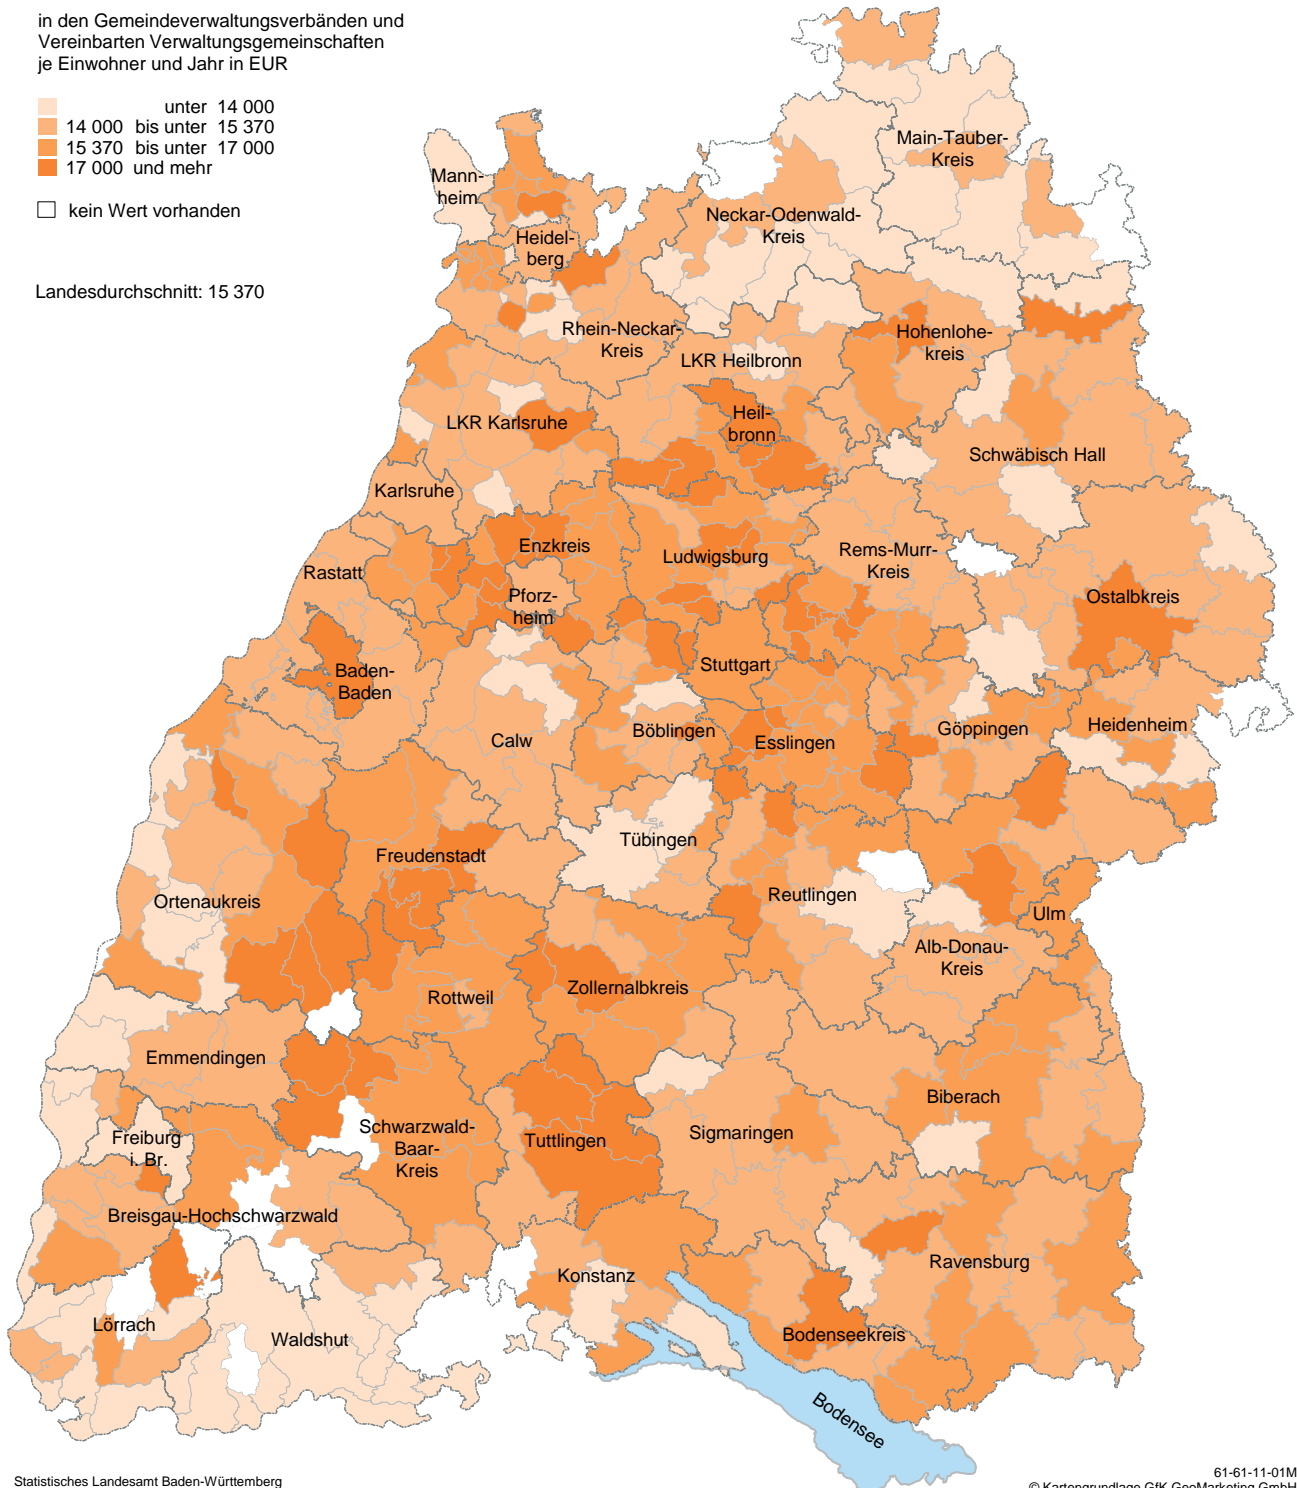 in den Gemeindeverwaltungsverbänden und
Vereinbarten Verwaltungsgemeinschaften
je Einwohner und Jahr in EUR
unter 14 000
14 000 bis unter 15 370
15 370 bis unter 17 000
17 000 und mehr
kein Wert vorhanden
Landesdurchschnitt: 15 370
Main-Tauber-
Kreis
Mann-
heim
Neckar-Odenwald-
Kreis
Heidel-
berg
Rhein-Neckar-
Kreis
Hohenlohe-
kreis
LKR Heilbronn
Heil-
bronn
LKR Karlsruhe
Schwäbisch Hall
Karlsruhe
Enzkreis
Ludwigsburg
Rems-Murr-
Kreis
Rastatt
Pforz-
heim
Ostalbkreis
Baden-
Baden
Stuttgart
Calw
Böblingen
Esslingen
Göppingen
Heidenheim
Tübingen
Freudenstadt
Reutlingen
Ortenaukreis
Ulm
Alb-Donau-
Kreis
Zollernalbkreis
Rottweil
Emmendingen
Biberach
Freiburg
i. Br.
Schwarzwald-
Baar-
Kreis
Tuttlingen
Sigmaringen
Breisgau-Hochschwarzwald
Ravensburg
Konstanz
Lörrach
Waldshut
Bodenseekreis
Bodensee
Statistisches Landesamt Baden-Württemberg
61-61-11-01M
© Kartengrundlage GfK GeoMarketing GmbH